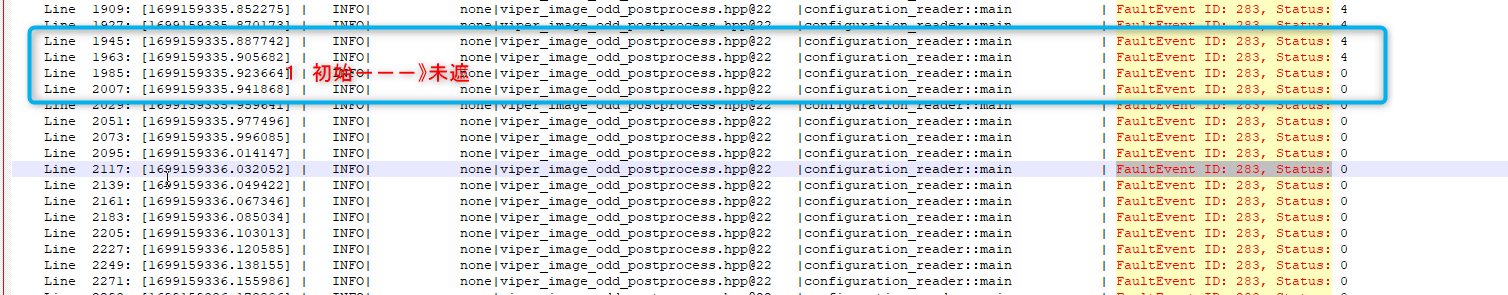 Line 1909: [1699159335.852275] | INFO| none|viper_image_odd_postprocess.hpp@22 |configuration_reader::main | FaultEvent ID: 283, Status: 4
Line 1927: [1699159335.870173] | INFO| none|viper_image_odd_postprocess.hpp@22 |configuration_reader::main | FaultEvent ID: 283, Status: 4
Line 1945: [1699159335.887742] | INFO| none|viper_image_odd_postprocess.hpp@22 |configuration_reader::main | FaultEvent ID: 283, Status: 4
Line 1963: [1699159335.905682] | INFO| none|viper_image_odd_postprocess.hpp@22 |configuration_reader::main | FaultEvent ID: 283, Status: 4
1 初始－－－》未遮
Line 1985: [1699159335.923664] | INFO| none|viper_image_odd_postprocess.hpp@22 |configuration_reader::main | FaultEvent ID: 283, Status: 0
Line 2007: [1699159335.941868] | INFO| none|viper_image_odd_postprocess.hpp@22 |configuration_reader::main | FaultEvent ID: 283, Status: 0
Line 2029: [1699159335.959641] | INFO| none|viper_image_odd_postprocess.hpp@22 |configuration_reader::main | FaultEvent ID: 283, Status: 0
Line 2051: [1699159335.977496] | INFO| none|viper_image_odd_postprocess.hpp@22 |configuration_reader::main | FaultEvent ID: 283, Status: 0
Line 2073: [1699159335.996085] | INFO| none|viper_image_odd_postprocess.hpp@22 |configuration_reader::main | FaultEvent ID: 283, Status: 0
Line 2095: [1699159336.014147] | INFO| none|viper_image_odd_postprocess.hpp@22 |configuration_reader::main | FaultEvent ID: 283, Status: 0
Line 2117: [1699159336.032052] | INFO| none|viper_image_odd_postprocess.hpp@22 |configuration_reader::main | FaultEvent ID: 283, Status: 0
Line 2139: [1699159336.049422] | INFO| none|viper_image_odd_postprocess.hpp@22 |configuration_reader::main | FaultEvent ID: 283, Status: 0
Line 2161: [1699159336.067346] | INFO| none|viper_image_odd_postprocess.hpp@22 |configuration_reader::main | FaultEvent ID: 283, Status: 0
Line 2183: [1699159336.085034] | INFO| none|viper_image_odd_postprocess.hpp@22 |configuration_reader::main | FaultEvent ID: 283, Status: 0
Line 2205: [1699159336.103013] | INFO| none|viper_image_odd_postprocess.hpp@22 |configuration_reader::main | FaultEvent ID: 283, Status: 0
Line 2227: [1699159336.120585] | INFO| none|viper_image_odd_postprocess.hpp@22 |configuration_reader::main | FaultEvent ID: 283, Status: 0
Line 2249: [1699159336.138155] | INFO| none|viper_image_odd_postprocess.hpp@22 |configuration_reader::main | FaultEvent ID: 283, Status: 0
Line 2271: [1699159336.155986] | INFO| none|viper_image_odd_postprocess.hpp@22 |configuration_reader::main | FaultEvent ID: 283, Status: 0